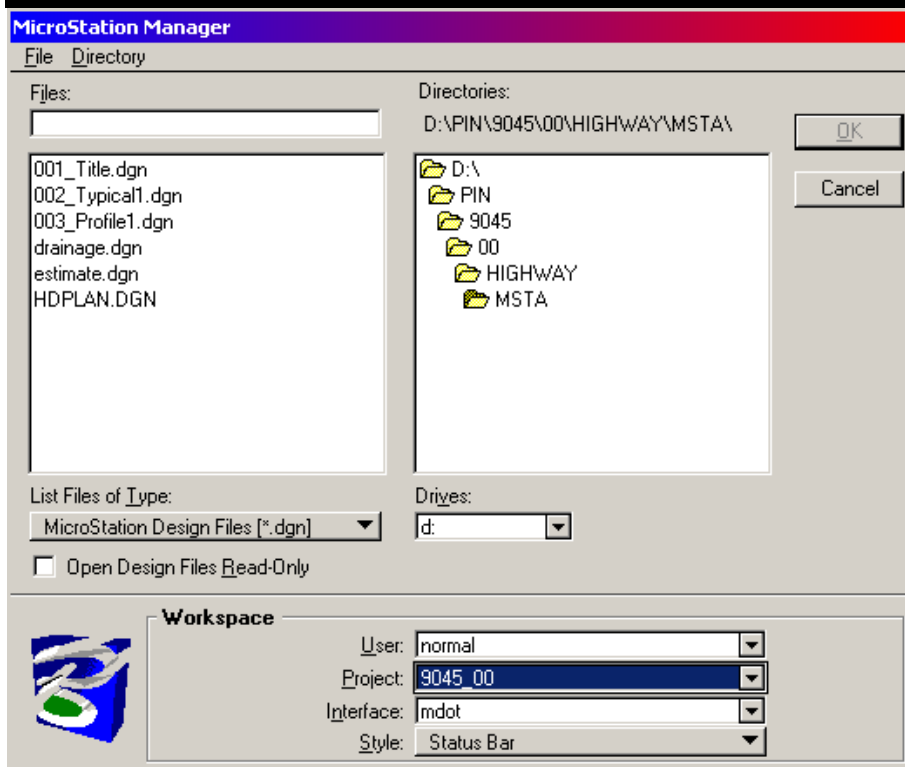 MicroStation Manager
File Directory
Files:
Directories:
D:\PIN\9045\00\HIGHWAY\MSTA\
OK
Cancel
001_Title.dgn
002_Typical1.dgn
003_Profile1.dgn
drainage.dgn
estimate.dgn
HDPLAN.DGN
D:\
PIN
9045
00
HIGHWAY
MSTA
List Files of Type:
MicroStation Design Files [*.dgn]
Drives:
d:
Open Design Files Read-Only
Workspace
User: normal
Project: 9045_00
Interface: mdot
Style: Status Bar